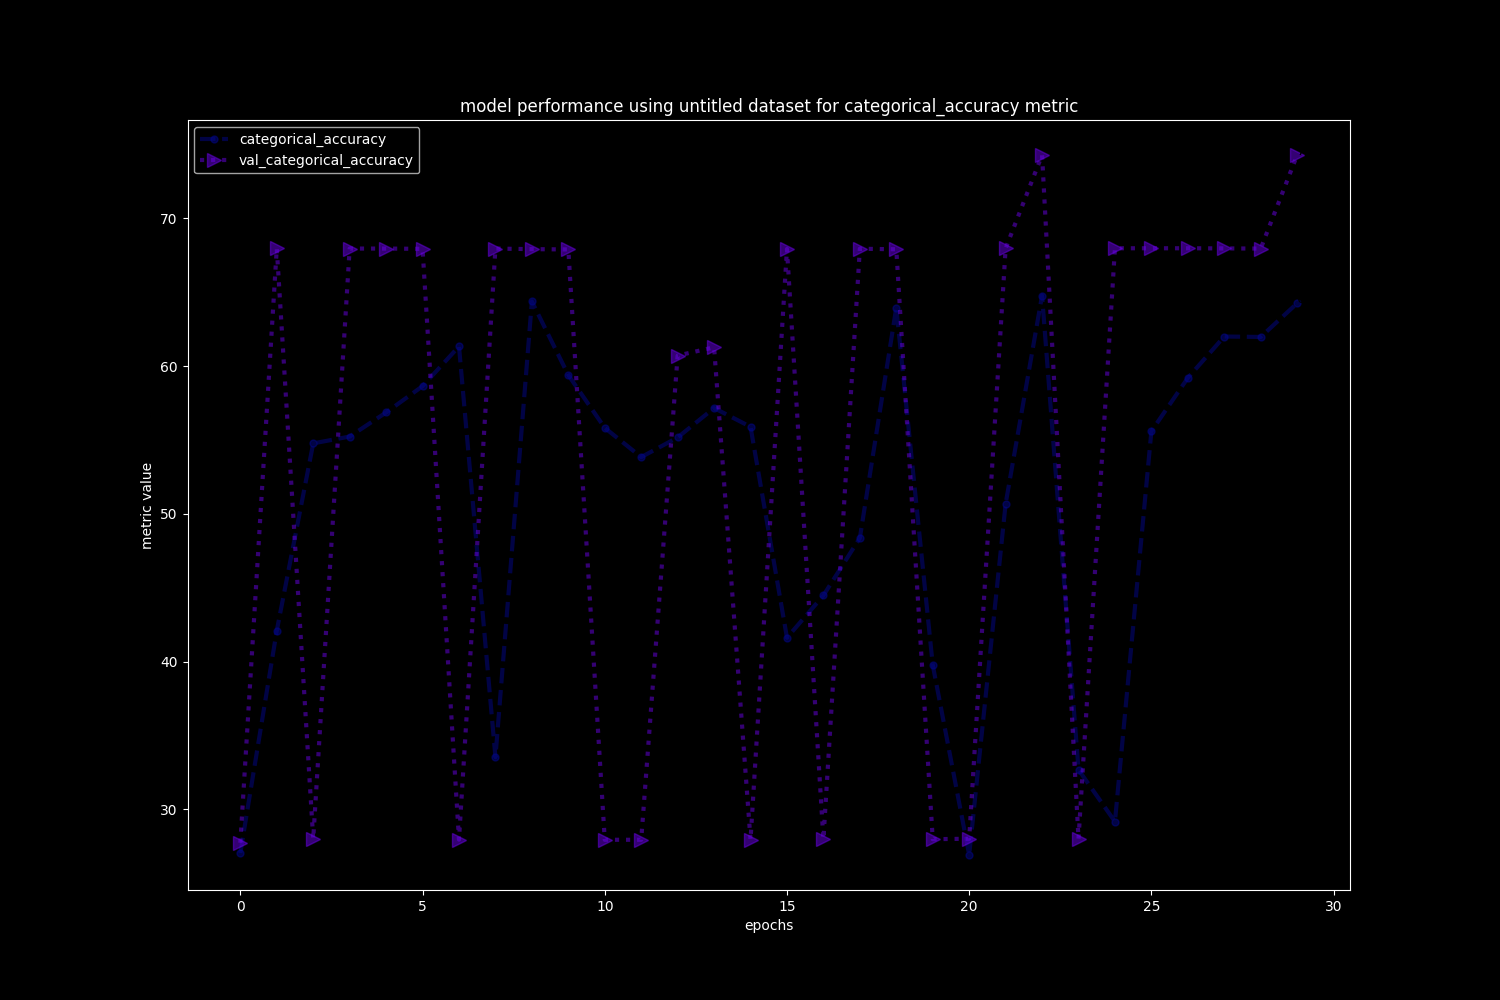 model performance using untitled dataset for categorical_accuracy metric
categorical_accuracy
val_categorical_accuracy
70
60
50
40
30
metric value
0 5 10 15 20 25 30
epochs